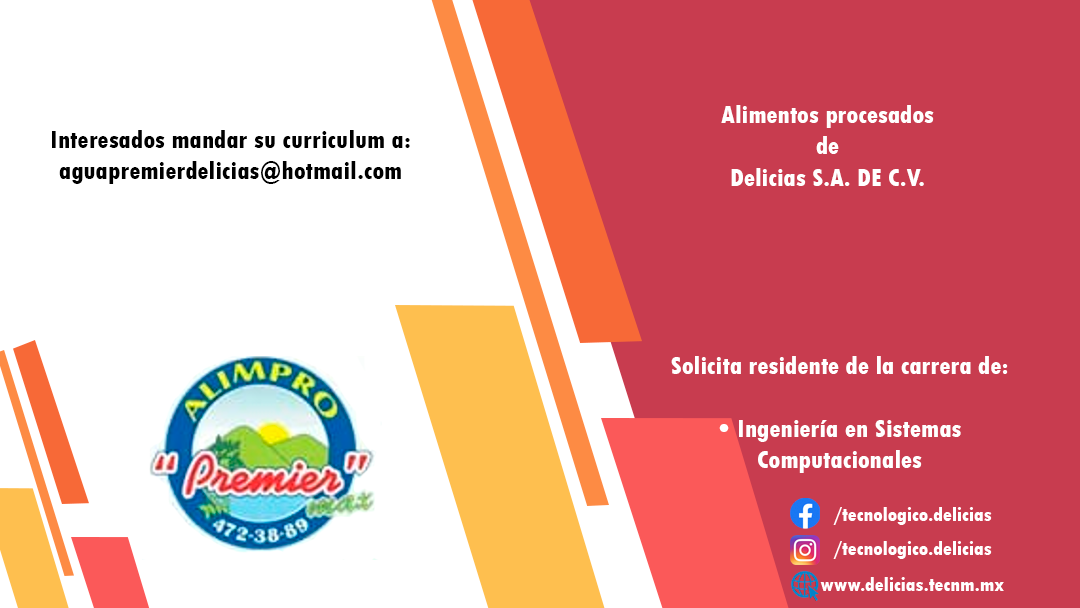 Interesados mandar su curriculum a:
aguapremierdelicias@hotmail.com
Alimentos procesados
de
Delicias S.A. DE C.V.
ALIMPRO
"Premier"
max
472-38-89
Solicita residente de la carrera de:
• Ingeniería en Sistemas
Computacionales
/tecnologico.delicias
/tecnologico.delicias
www.delicias.tecnm.mx